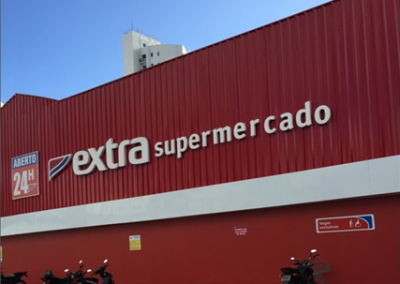 ABERTO
24H
extra supermercado